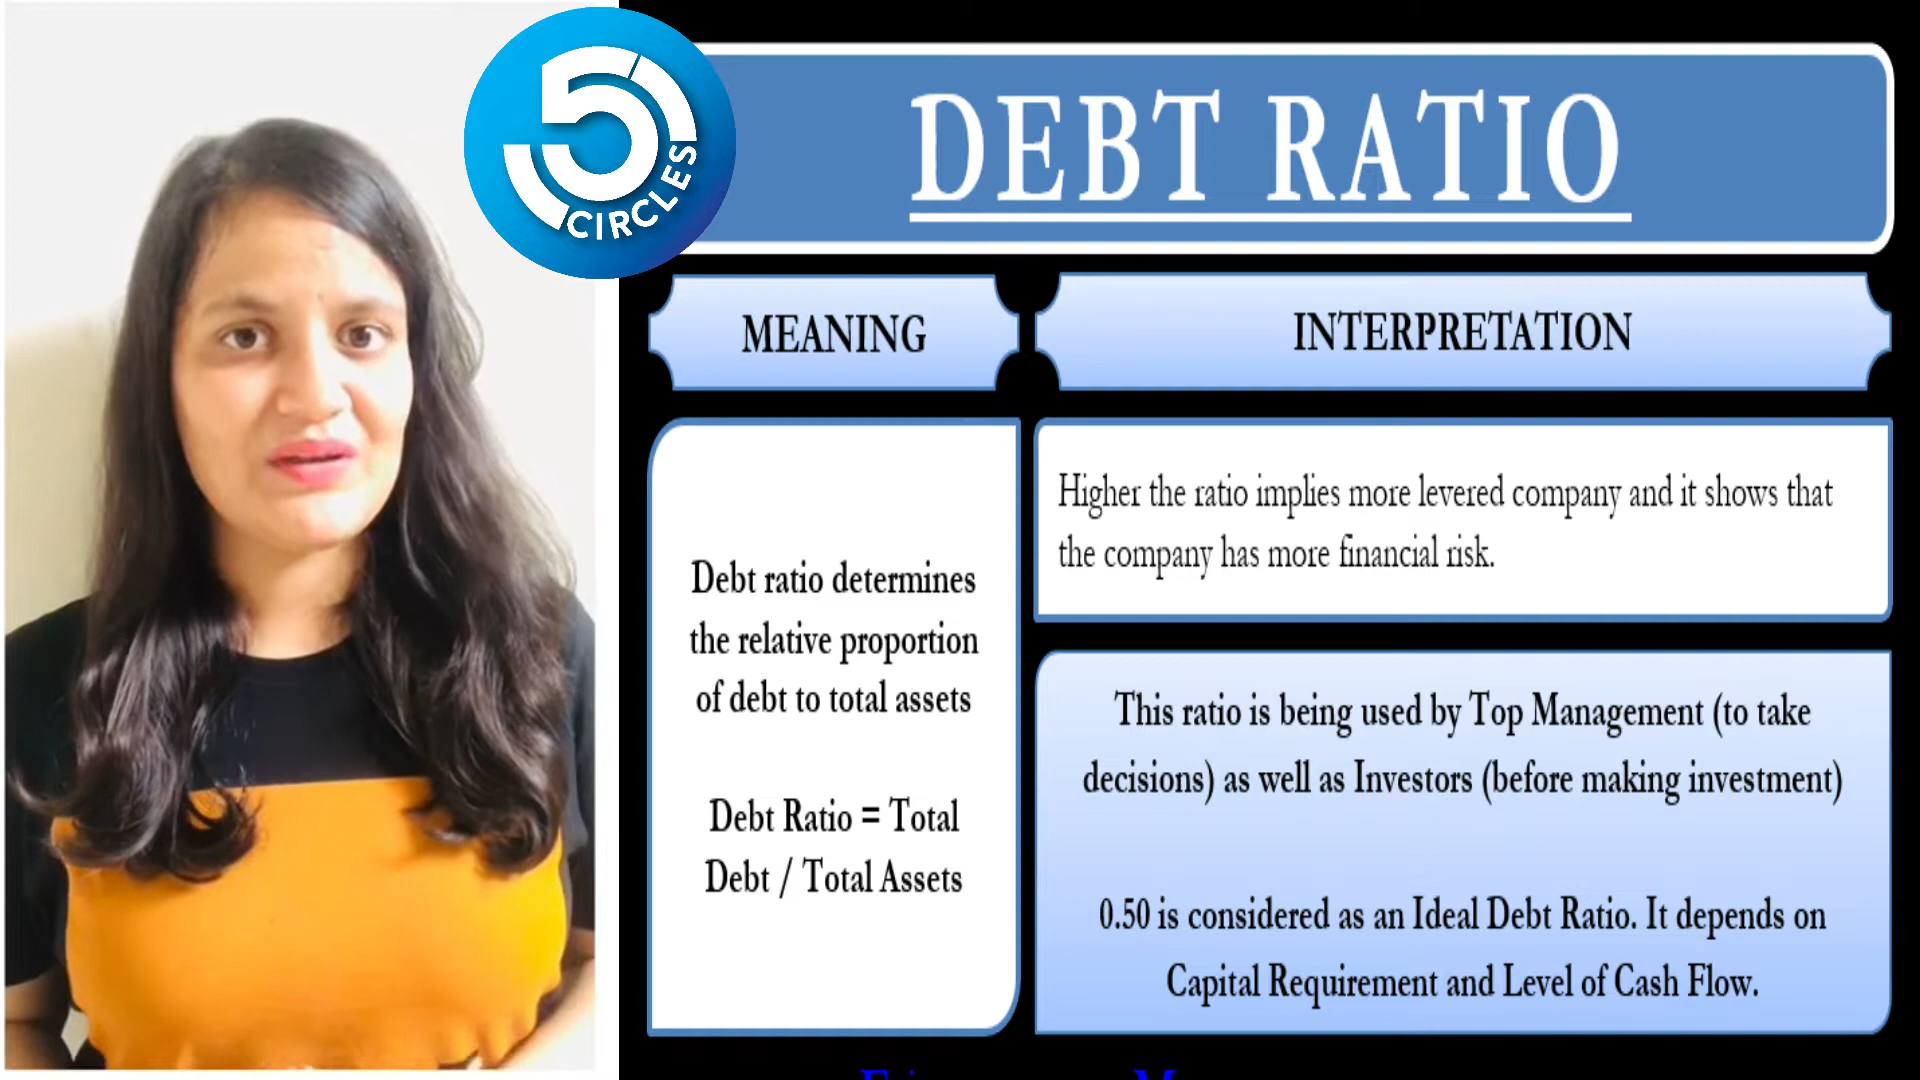 5
CIRCLES
DEBT RATIO
MEANING
INTERPRETATION
Debt ratio determines
the relative proportion
of debt to total assets
Debt Ratio = Total
Debt / Total Assets
Higher the ratio implies more levered company and it shows that
the company has more financial risk.
This ratio is being used by Top Management (to take
decisions) as well as Investors (before making investment)
0.50 is considered as an Ideal Debt Ratio. It depends on
Capital Requirement and Level of Cash Flow.